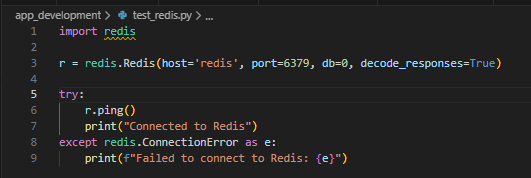 app_development > test_redis.py > ...
1 import redis
2
3 r = redis.Redis(host='redis', port=6379, db=0, decode_responses=True)
4
5 try:
6     r.ping()
7     print("Connected to Redis")
8 except redis.ConnectionError as e:
9     print(f"Failed to connect to Redis: {e}")